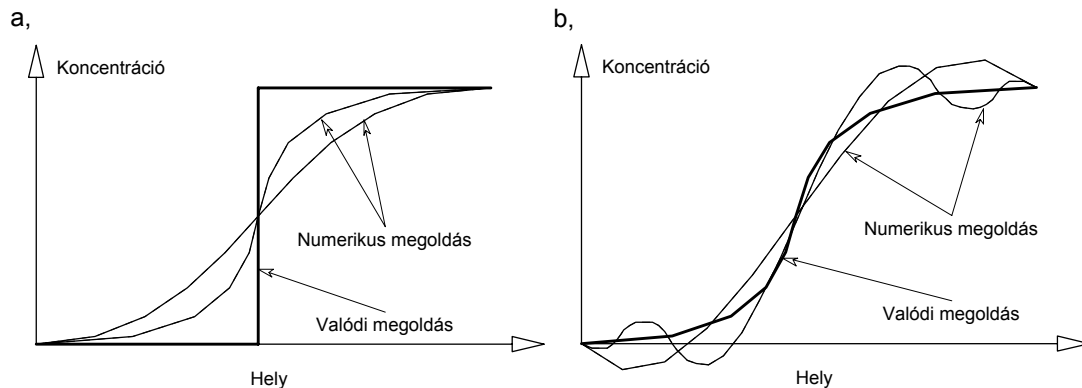 a,
Koncentráció
Numerikus megoldás
Valódi megoldás
Hely
b,
Koncentráció
Numerikus megoldás
Valódi megoldás
Hely